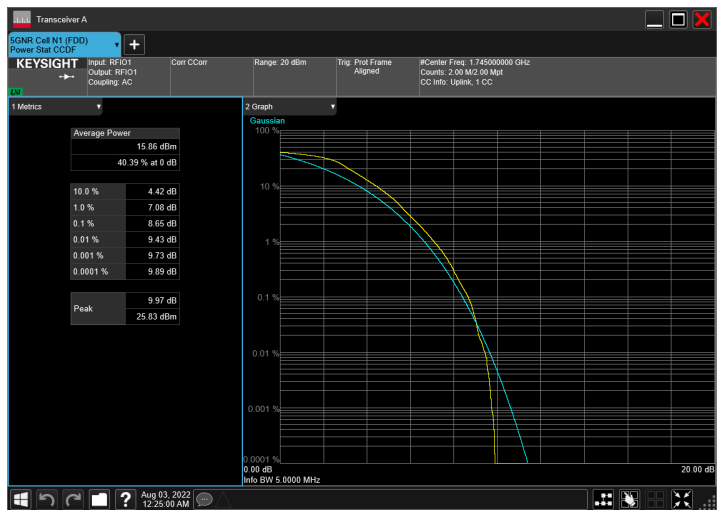 Transceiver A
5GNR Cell N1 (FDD)
Power Stat CCDF
KEYSIGHT
LXI
Input: RFIO1
Output: RFIO1
Coupling: AC
Corr CCorr
Range: 20 dBm
Trig: Prot Frame
Aligned
#Center Freq: 1.745000000 GHz
Counts: 2.00 M/2.00 Mpt
CC Info: Uplink, 1 CC
1 Metrics
Average Power
15.86 dBm
40.39 % at 0 dB
10.0 % 4.42 dB
1.0 % 7.08 dB
0.1 % 8.65 dB
0.01 % 9.43 dB
0.001 % 9.73 dB
0.0001 % 9.89 dB
Peak
9.97 dB
25.83 dBm
2 Graph
Gaussian
100 %
10 %
1 %
0.1 %
0.01 %
0.001 %
0.0001 %
0.00 dB 20.00 dB
Info BW 5.0000 MHz
?
Aug 03, 2022
12:25:00 AM